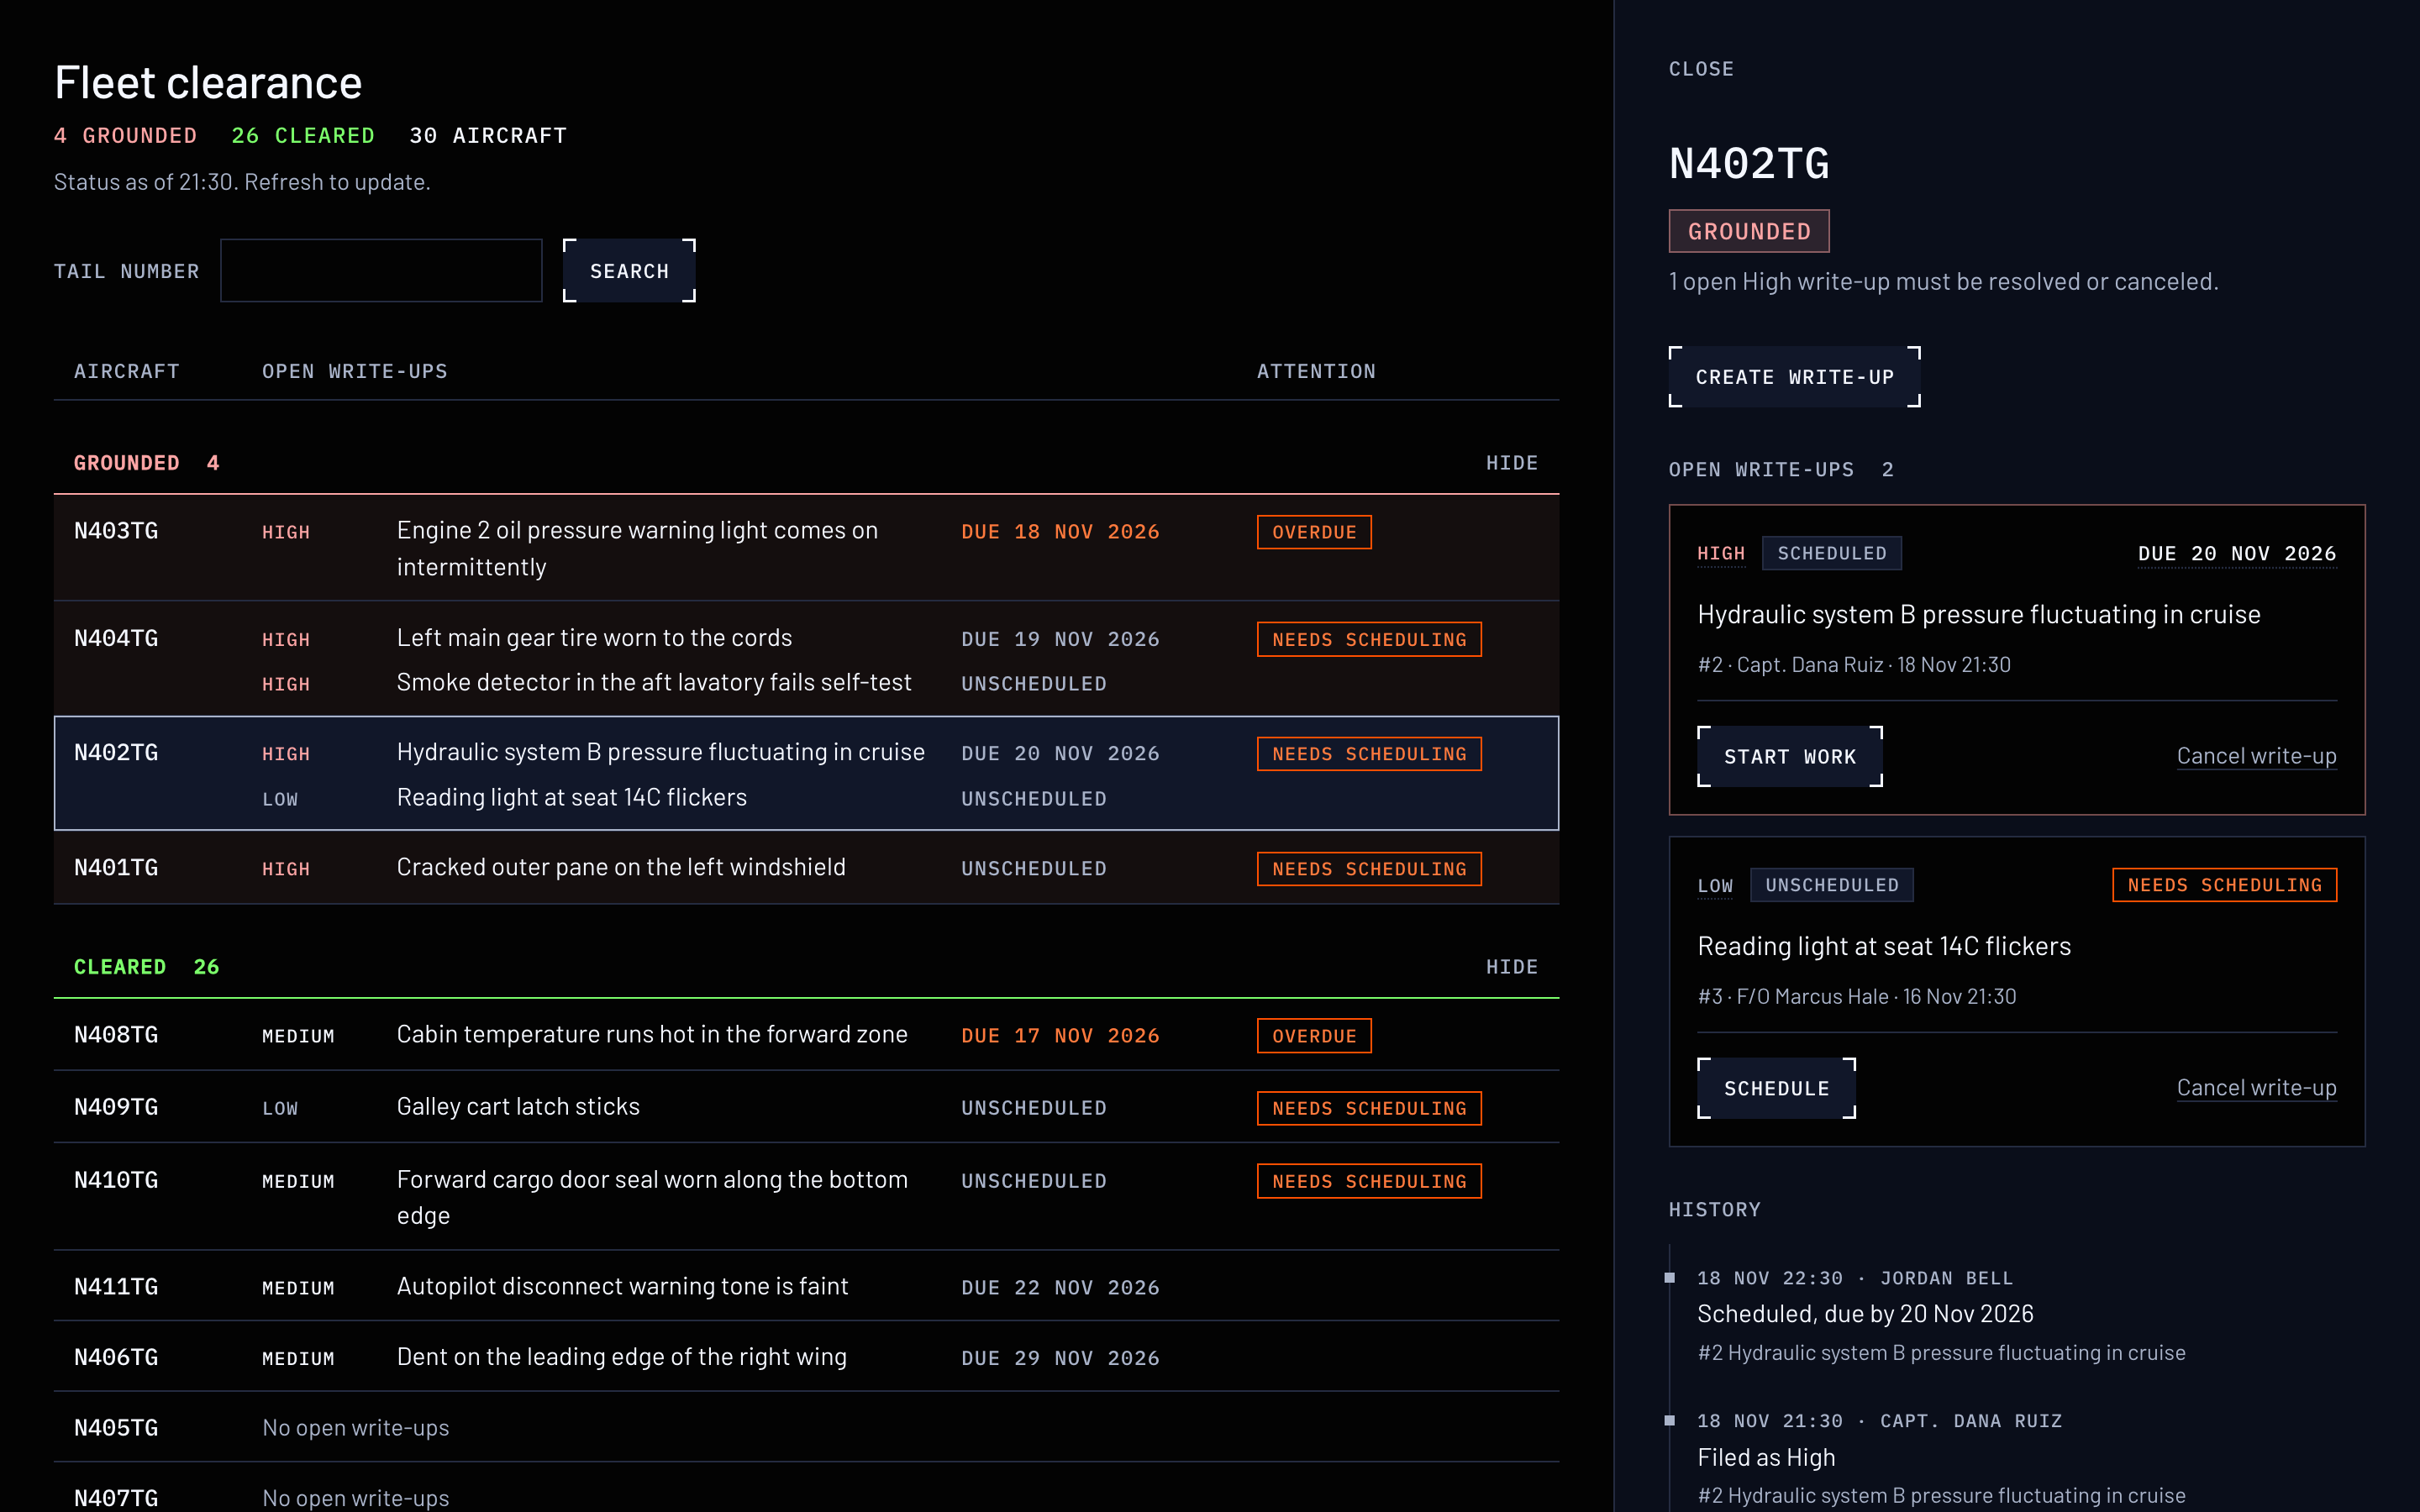 Fleet clearance
4 GROUNDED 26 CLEARED 30 AIRCRAFT
Status as of 21:30. Refresh to update.
TAIL NUMBER SEARCH
AIRCRAFT OPEN WRITE-UPS ATTENTION
GROUNDED 4 HIDE
N403TG HIGH Engine 2 oil pressure warning light comes on DUE 18 NOV 2026 OVERDUE
intermittently
N404TG HIGH Left main gear tire worn to the cords DUE 19 NOV 2026 NEEDS SCHEDULING
HIGH Smoke detector in the aft lavatory fails self-test UNSCHEDULED
N402TG HIGH Hydraulic system B pressure fluctuating in cruise DUE 20 NOV 2026 NEEDS SCHEDULING
LOW Reading light at seat 14C flickers UNSCHEDULED
N401TG HIGH Cracked outer pane on the left windshield UNSCHEDULED NEEDS SCHEDULING
CLEARED 26 HIDE
N408TG MEDIUM Cabin temperature runs hot in the forward zone DUE 17 NOV 2026 OVERDUE
N409TG LOW Galley cart latch sticks UNSCHEDULED NEEDS SCHEDULING
N410TG MEDIUM Forward cargo door seal worn along the bottom UNSCHEDULED NEEDS SCHEDULING
edge
N411TG MEDIUM Autopilot disconnect warning tone is faint DUE 22 NOV 2026
N406TG MEDIUM Dent on the leading edge of the right wing DUE 29 NOV 2026
N405TG No open write-ups
N407TG No open write-ups
CLOSE
N402TG
GROUNDED
1 open High write-up must be resolved or canceled.
CREATE WRITE-UP
OPEN WRITE-UPS 2
HIGH SCHEDULED DUE 20 NOV 2026
Hydraulic system B pressure fluctuating in cruise
#2 · Capt. Dana Ruiz · 18 Nov 21:30
START WORK Cancel write-up
LOW UNSCHEDULED NEEDS SCHEDULING
Reading light at seat 14C flickers
#3 · F/O Marcus Hale · 16 Nov 21:30
SCHEDULE Cancel write-up
HISTORY
18 NOV 22:30 · JORDAN BELL
Scheduled, due by 20 Nov 2026
#2 Hydraulic system B pressure fluctuating in cruise
18 NOV 21:30 · CAPT. DANA RUIZ
Filed as High
#2 Hydraulic system B pressure fluctuating in cruise